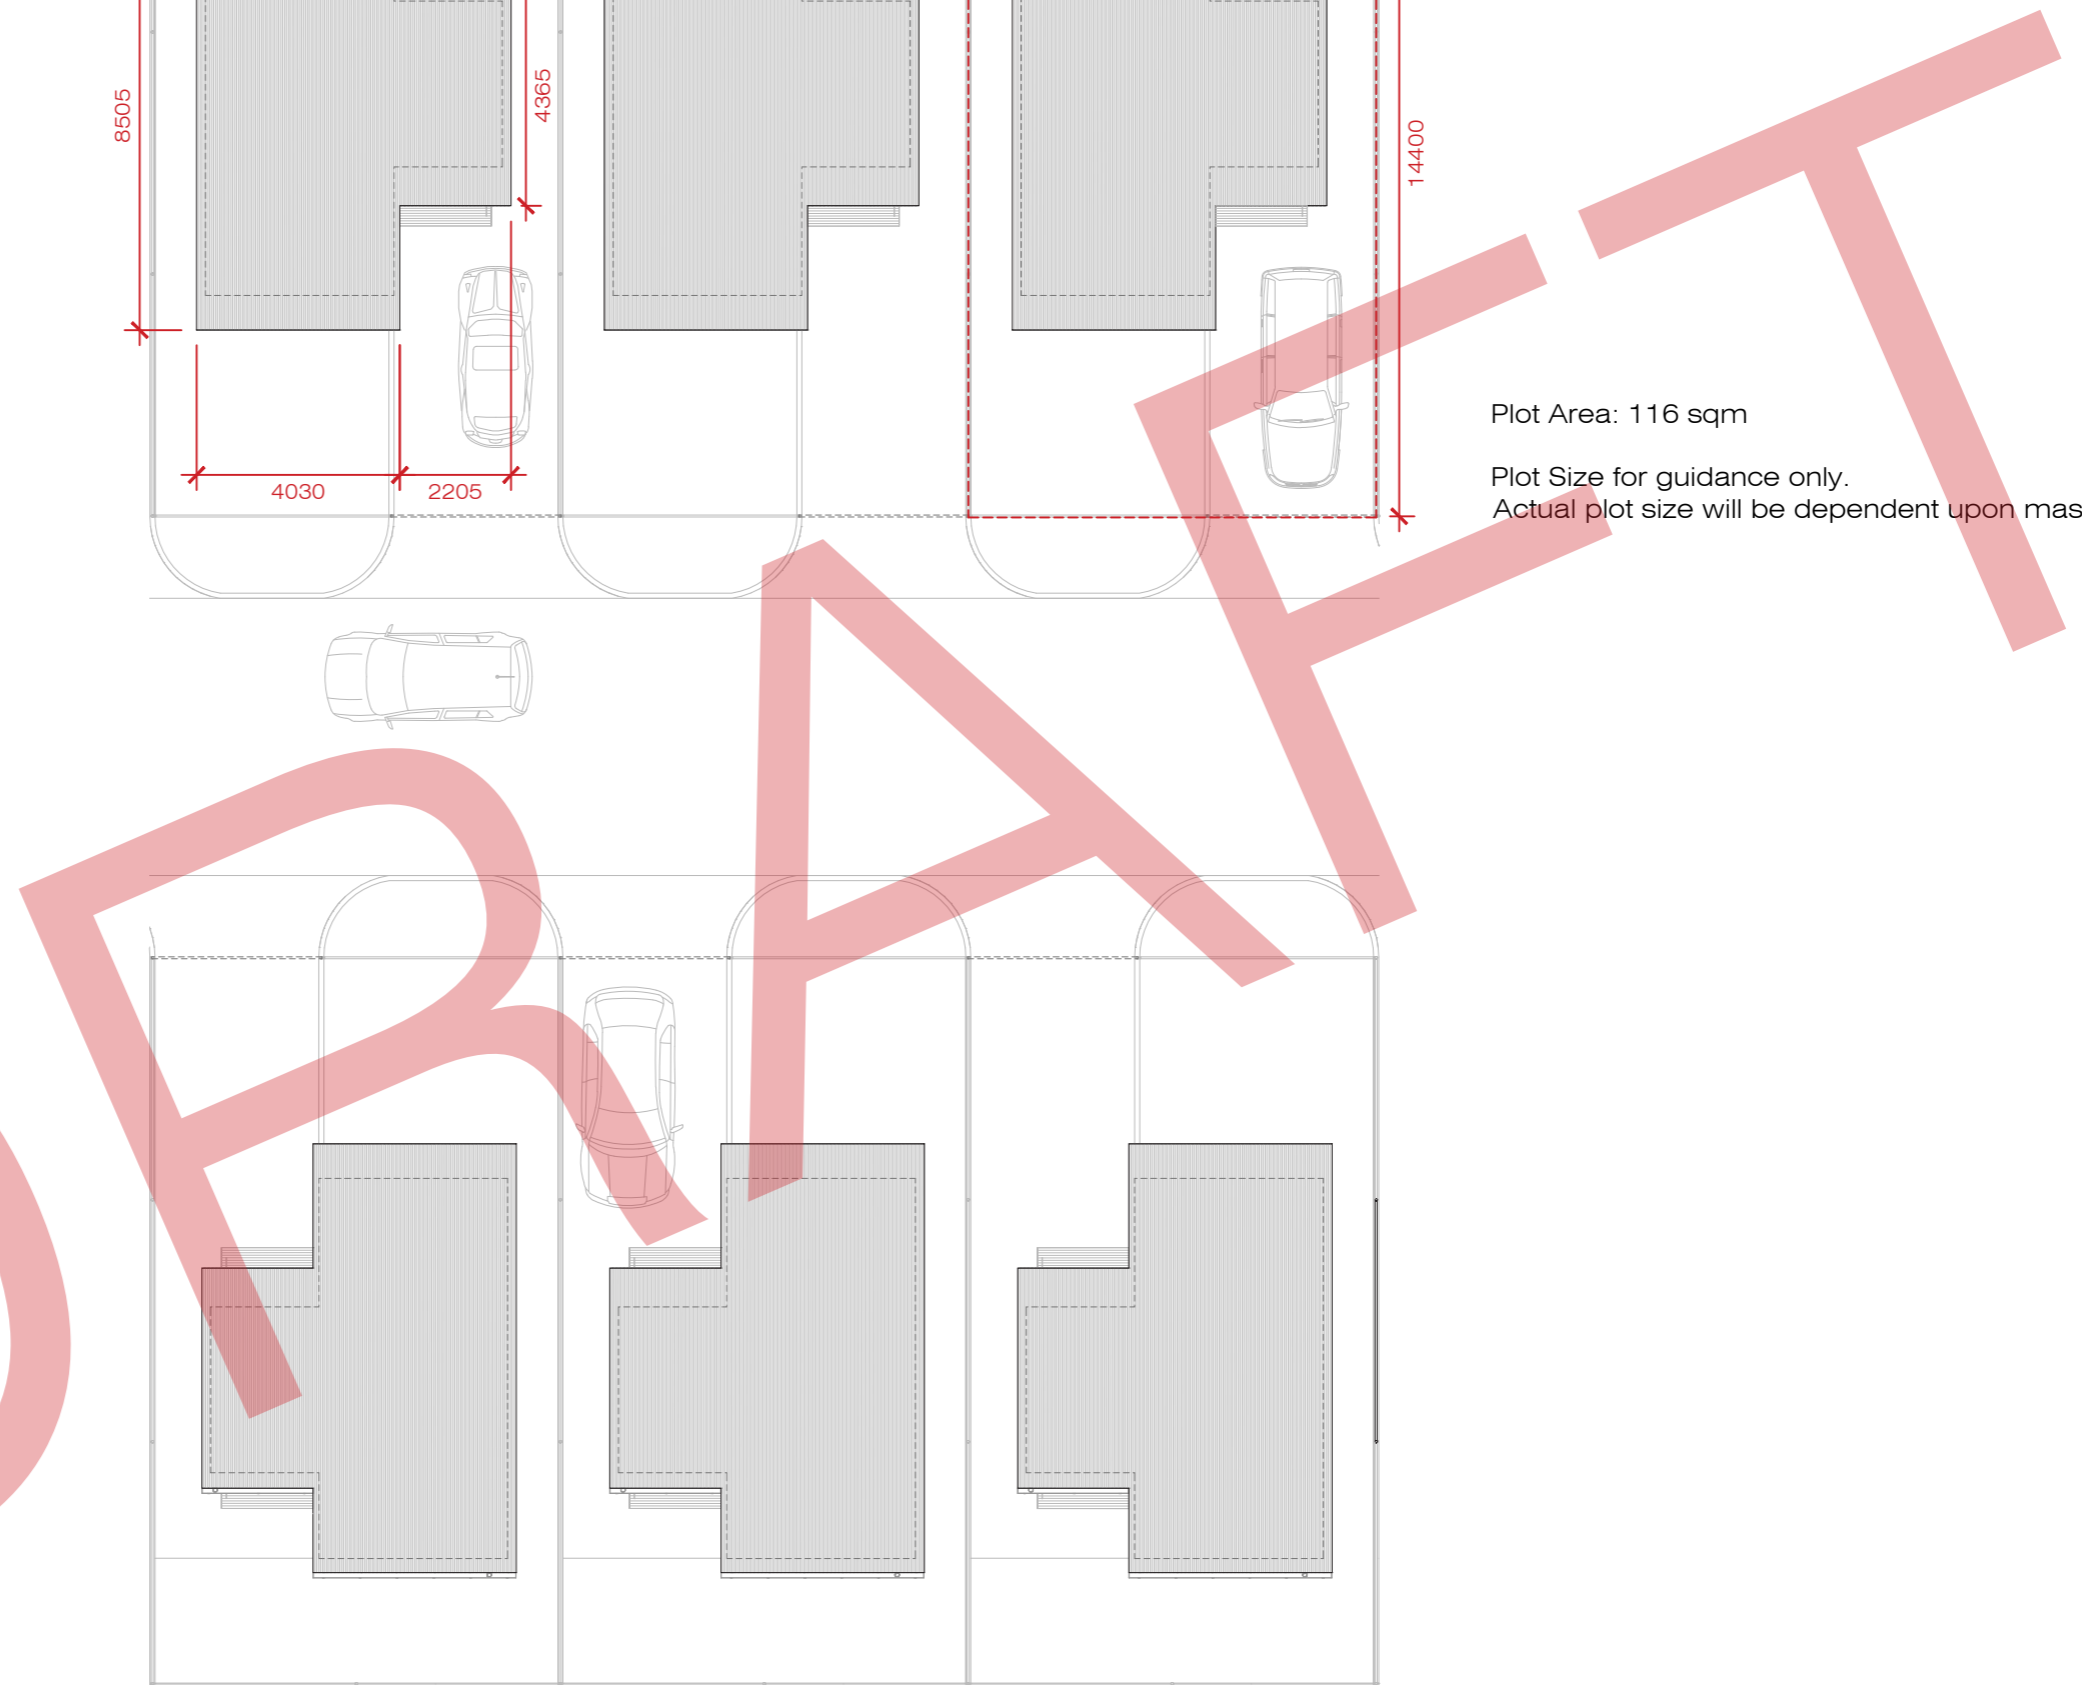 8505
4365
14400
4030
2205
Plot Area: 116 sqm
Plot Size for guidance only.
Actual plot size will be dependent upon mas
RAFT